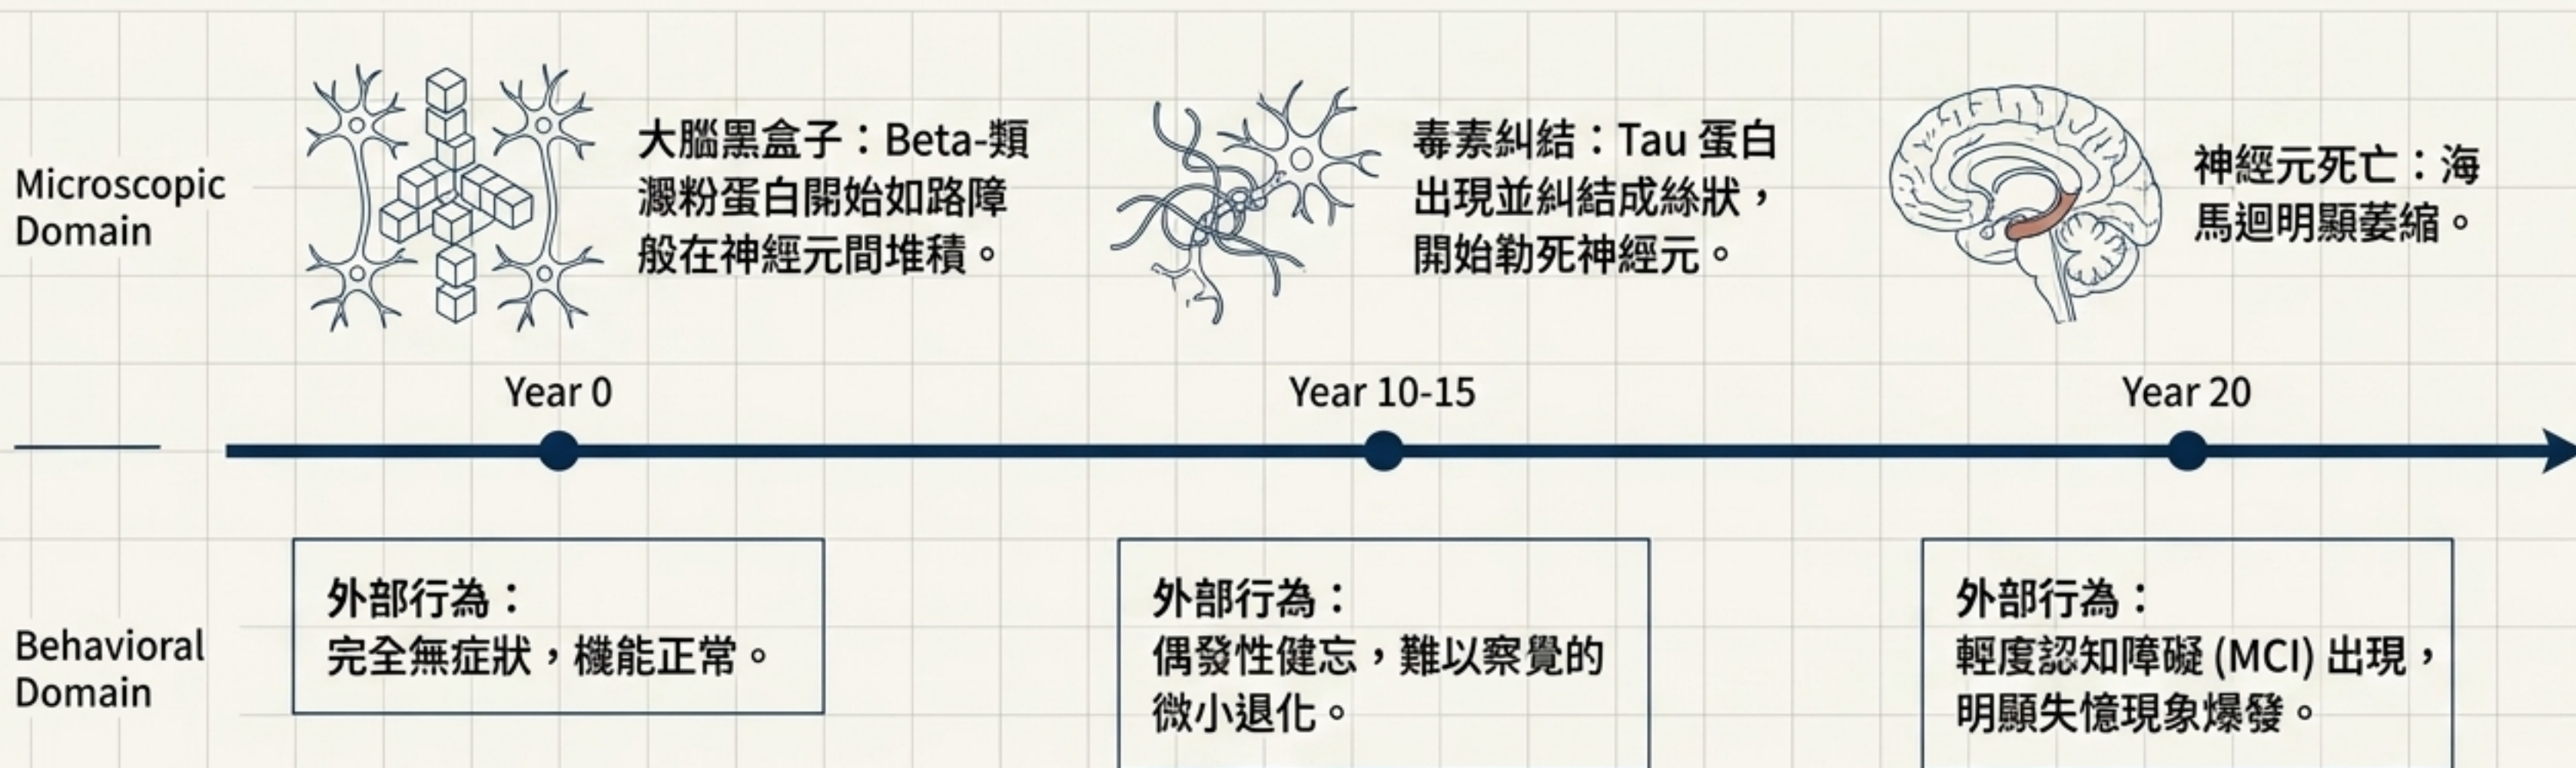 Microscopic
Domain
大腦黑盒子：Beta-類
澱粉蛋白開始如路障
般在神經元間堆積。
毒素糾結：Tau 蛋白
出現並糾結成絲狀，
開始勒死神經元。
神經元死亡：海
馬迴明顯萎縮。
Year 0
Year 10-15
Year 20
Behavioral
Domain
外部行為：
完全無症狀，機能正常。
外部行為：
偶發性健忘，難以察覺的
微小退化。
外部行為：
輕度認知障礙 (MCI) 出現，
明顯失憶現象爆發。